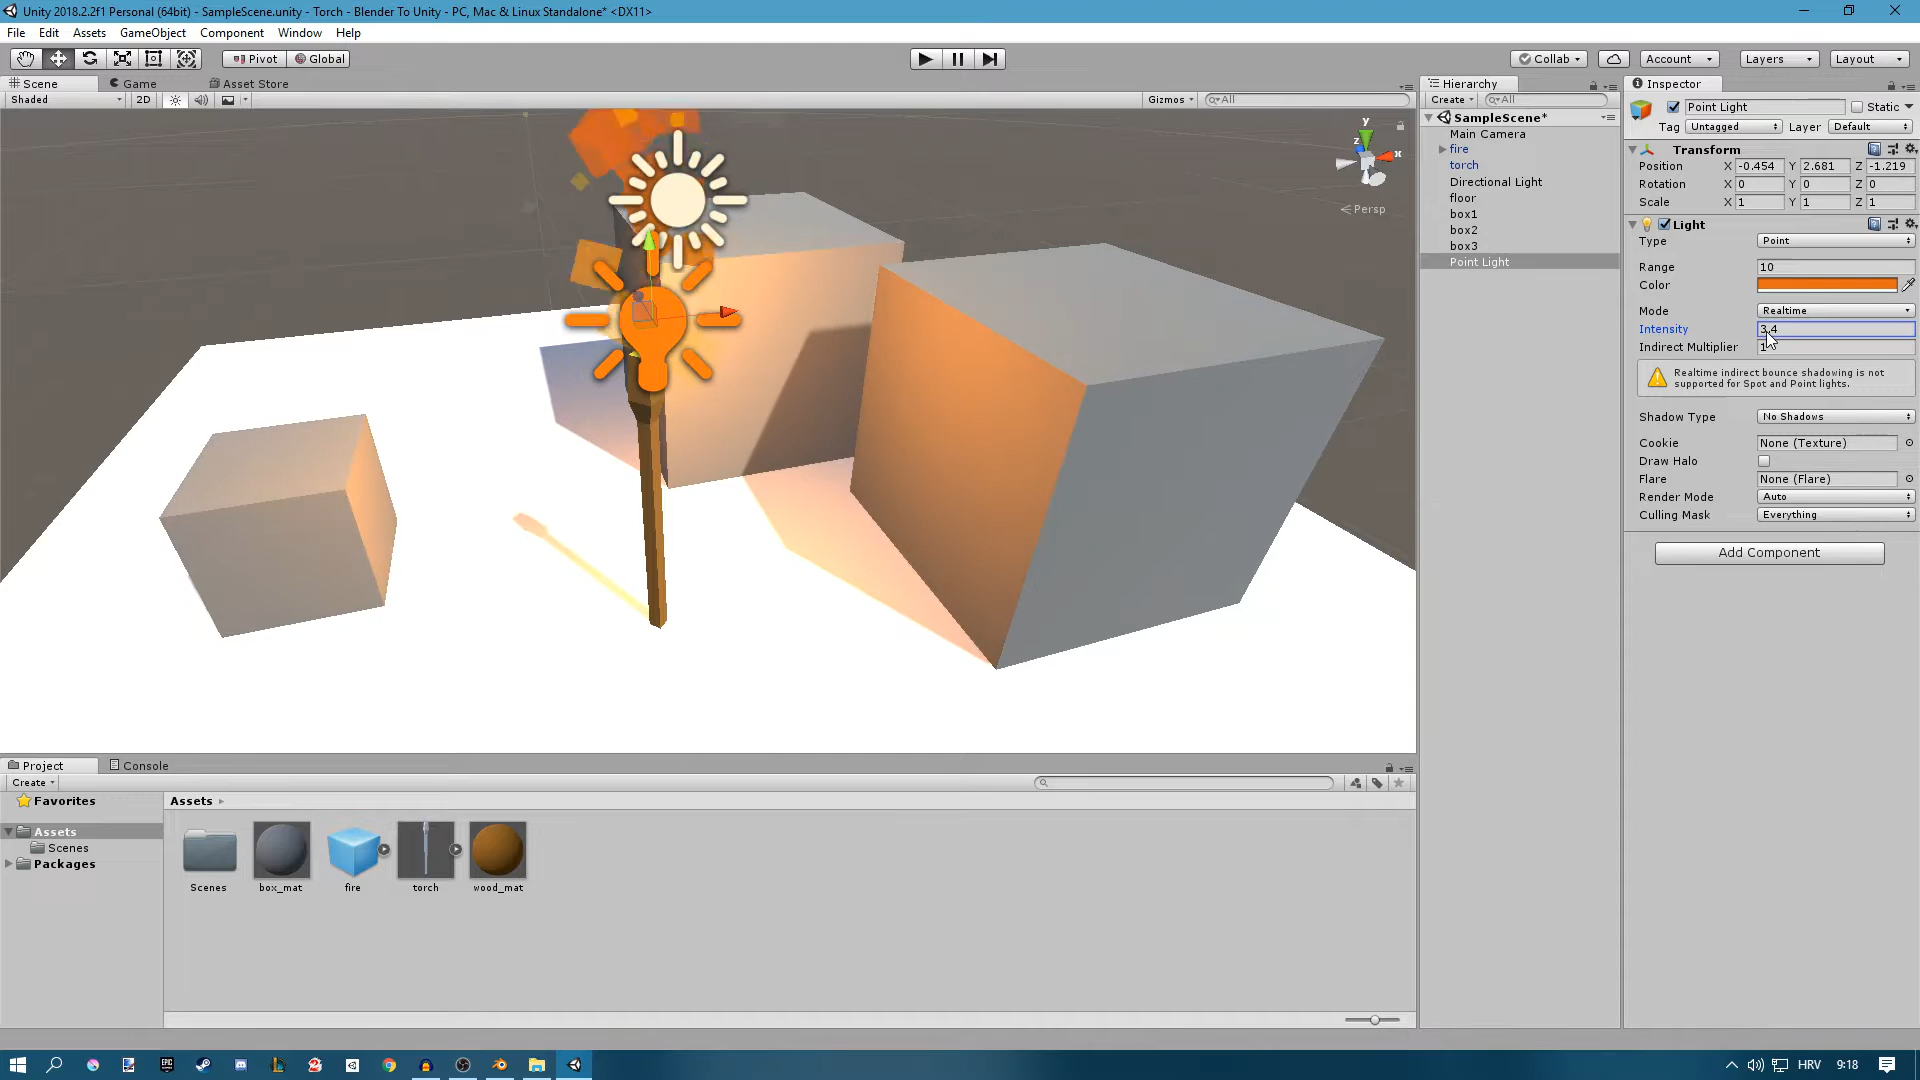 Unity 2018.2.2f1 Personal (64bit) - SampleScene.unity - Torch - Blender To Unity - PC, Mac & Linux Standalone* <DX11>
File Edit Assets GameObject Component Window Help
Pivot Global Collab Account Layers Layout
Scene Game Asset Store
Shaded 2D Gizmos All
y
z
x
Persp
Hierarchy
Create All
SampleScene*
Main Camera
fire
torch
Directional Light
floor
box1
box2
box3
Point Light
Inspector
Point Light Static
Tag Untagged Layer Default
Transform
Position X -0.454 Y 2.681 Z -1.219
Rotation X 0 Y 0 Z 0
Scale X 1 Y 1 Z 1
Light
Type Point
Range 10
Color
Mode Realtime
Intensity 3.4
Indirect Multiplier 1
Realtime indirect bounce shadowing is not
supported for Spot and Point lights.
Shadow Type No Shadows
Cookie None (Texture)
Draw Halo
Flare None (Flare)
Render Mode Auto
Culling Mask Everything
Add Component
Project Console
Create
Favorites
Assets
Scenes
Packages
Assets
Scenes box_mat fire torch wood_mat
HRV 9:18